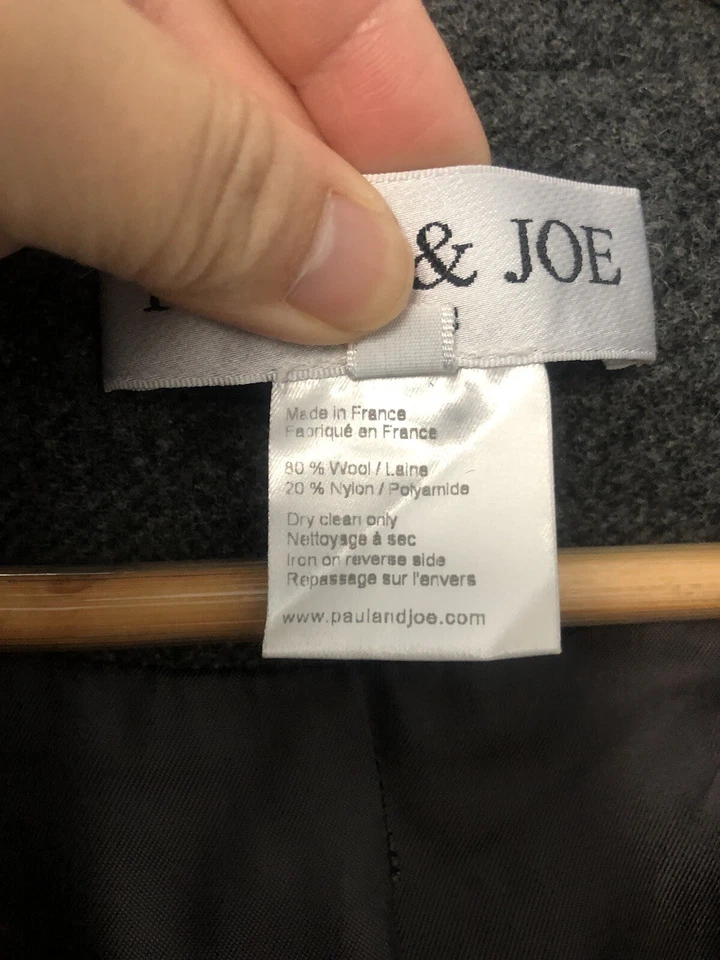 & JOE
Made in France
Fabriqué en France
80 % Wool / Laine
20 % Nylon / Polyamide
Dry clean only
Nettoyage à sec
Iron on reverse side
Repassage sur l'envers
www.paulandjoe.com